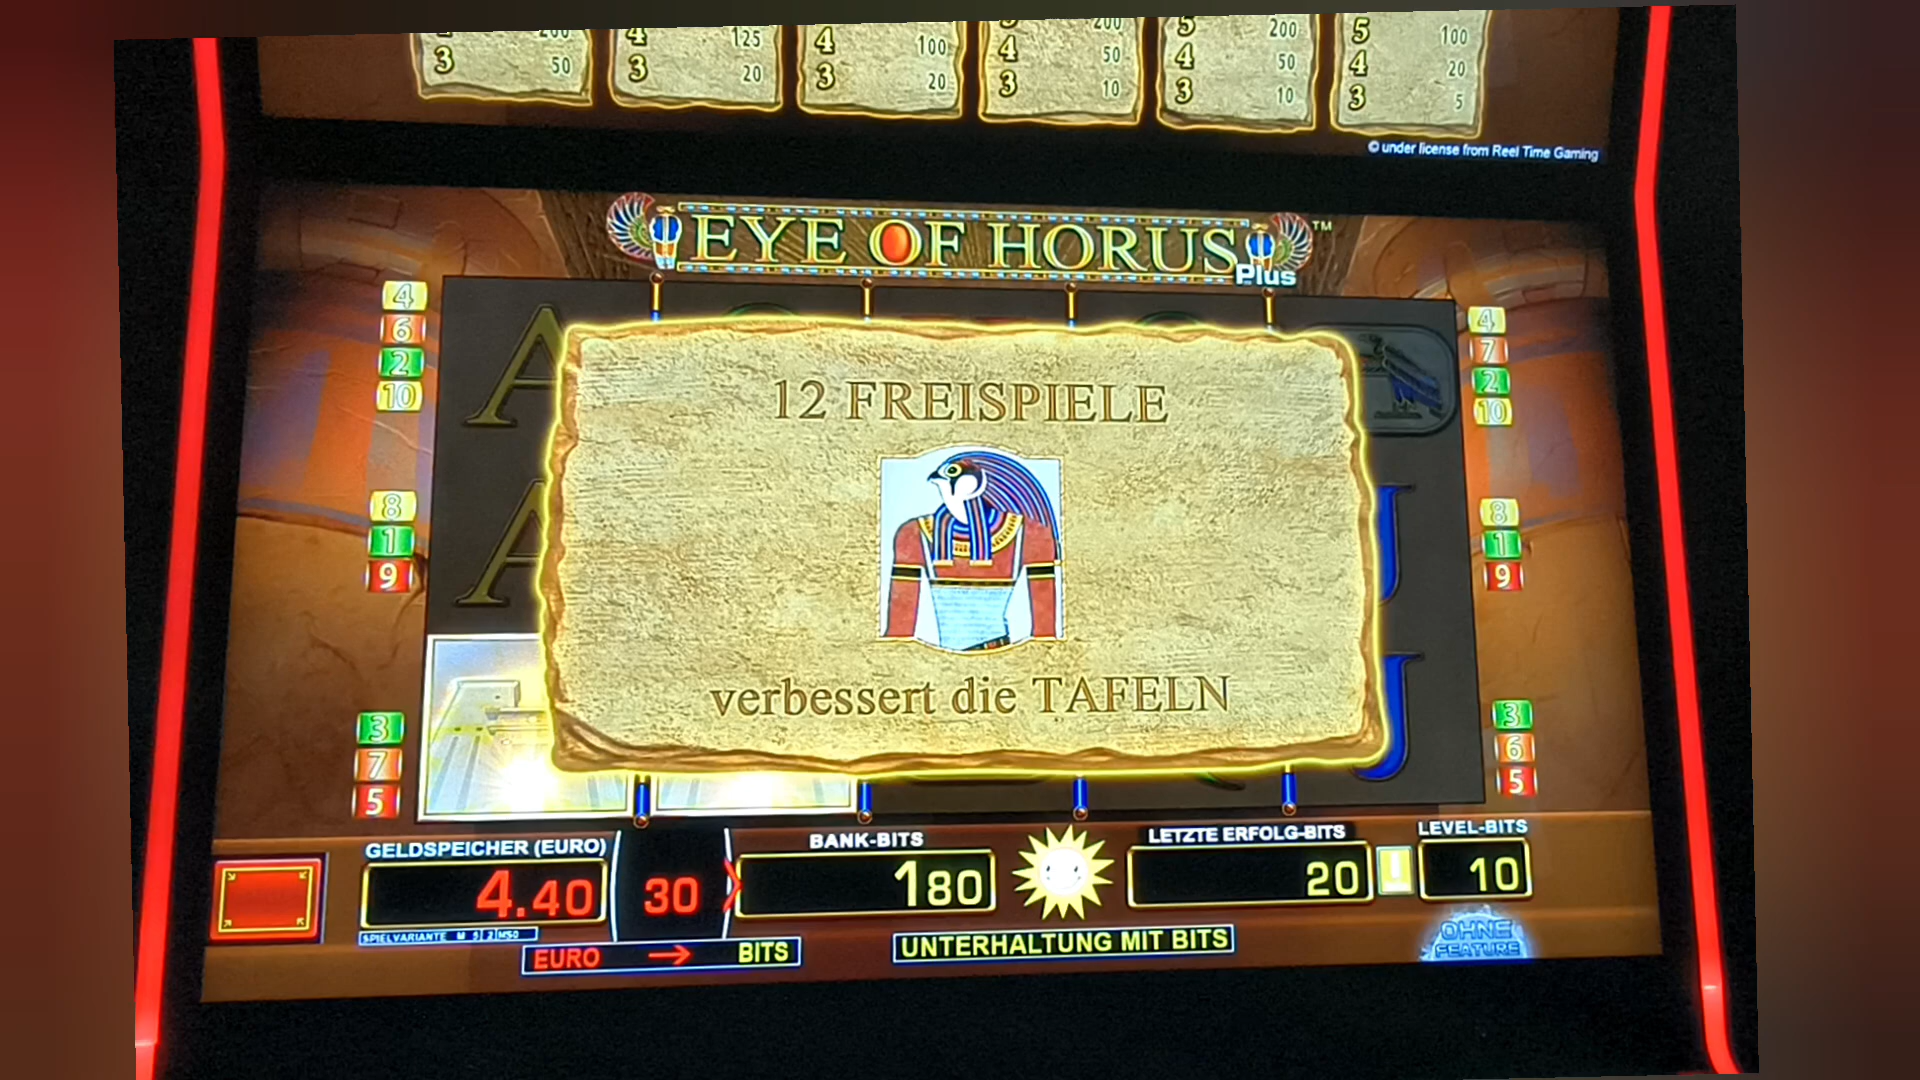 4 125 4 100 4 50 4 50 4 20
3 50 3 20 3 20 3 10 3 10 3 5
5 200 5 100
© under license from Reel Time Gaming
EYE OF HORUS ™
Plus
4 4
6 7
2 2
10 10
12 FREISPIELE
8 8
1 1
9 9
verbessert die TAFELN
3 3
7 6
5 5
GELDSPEICHER (EURO) BANK-BITS LETZTE ERFOLG-BITS LEVEL-BITS
4.40 30 180 20 10
SPIELVARIANTE
EURO → BITS UNTERHALTUNG MIT BITS
OHNE
FEATURE